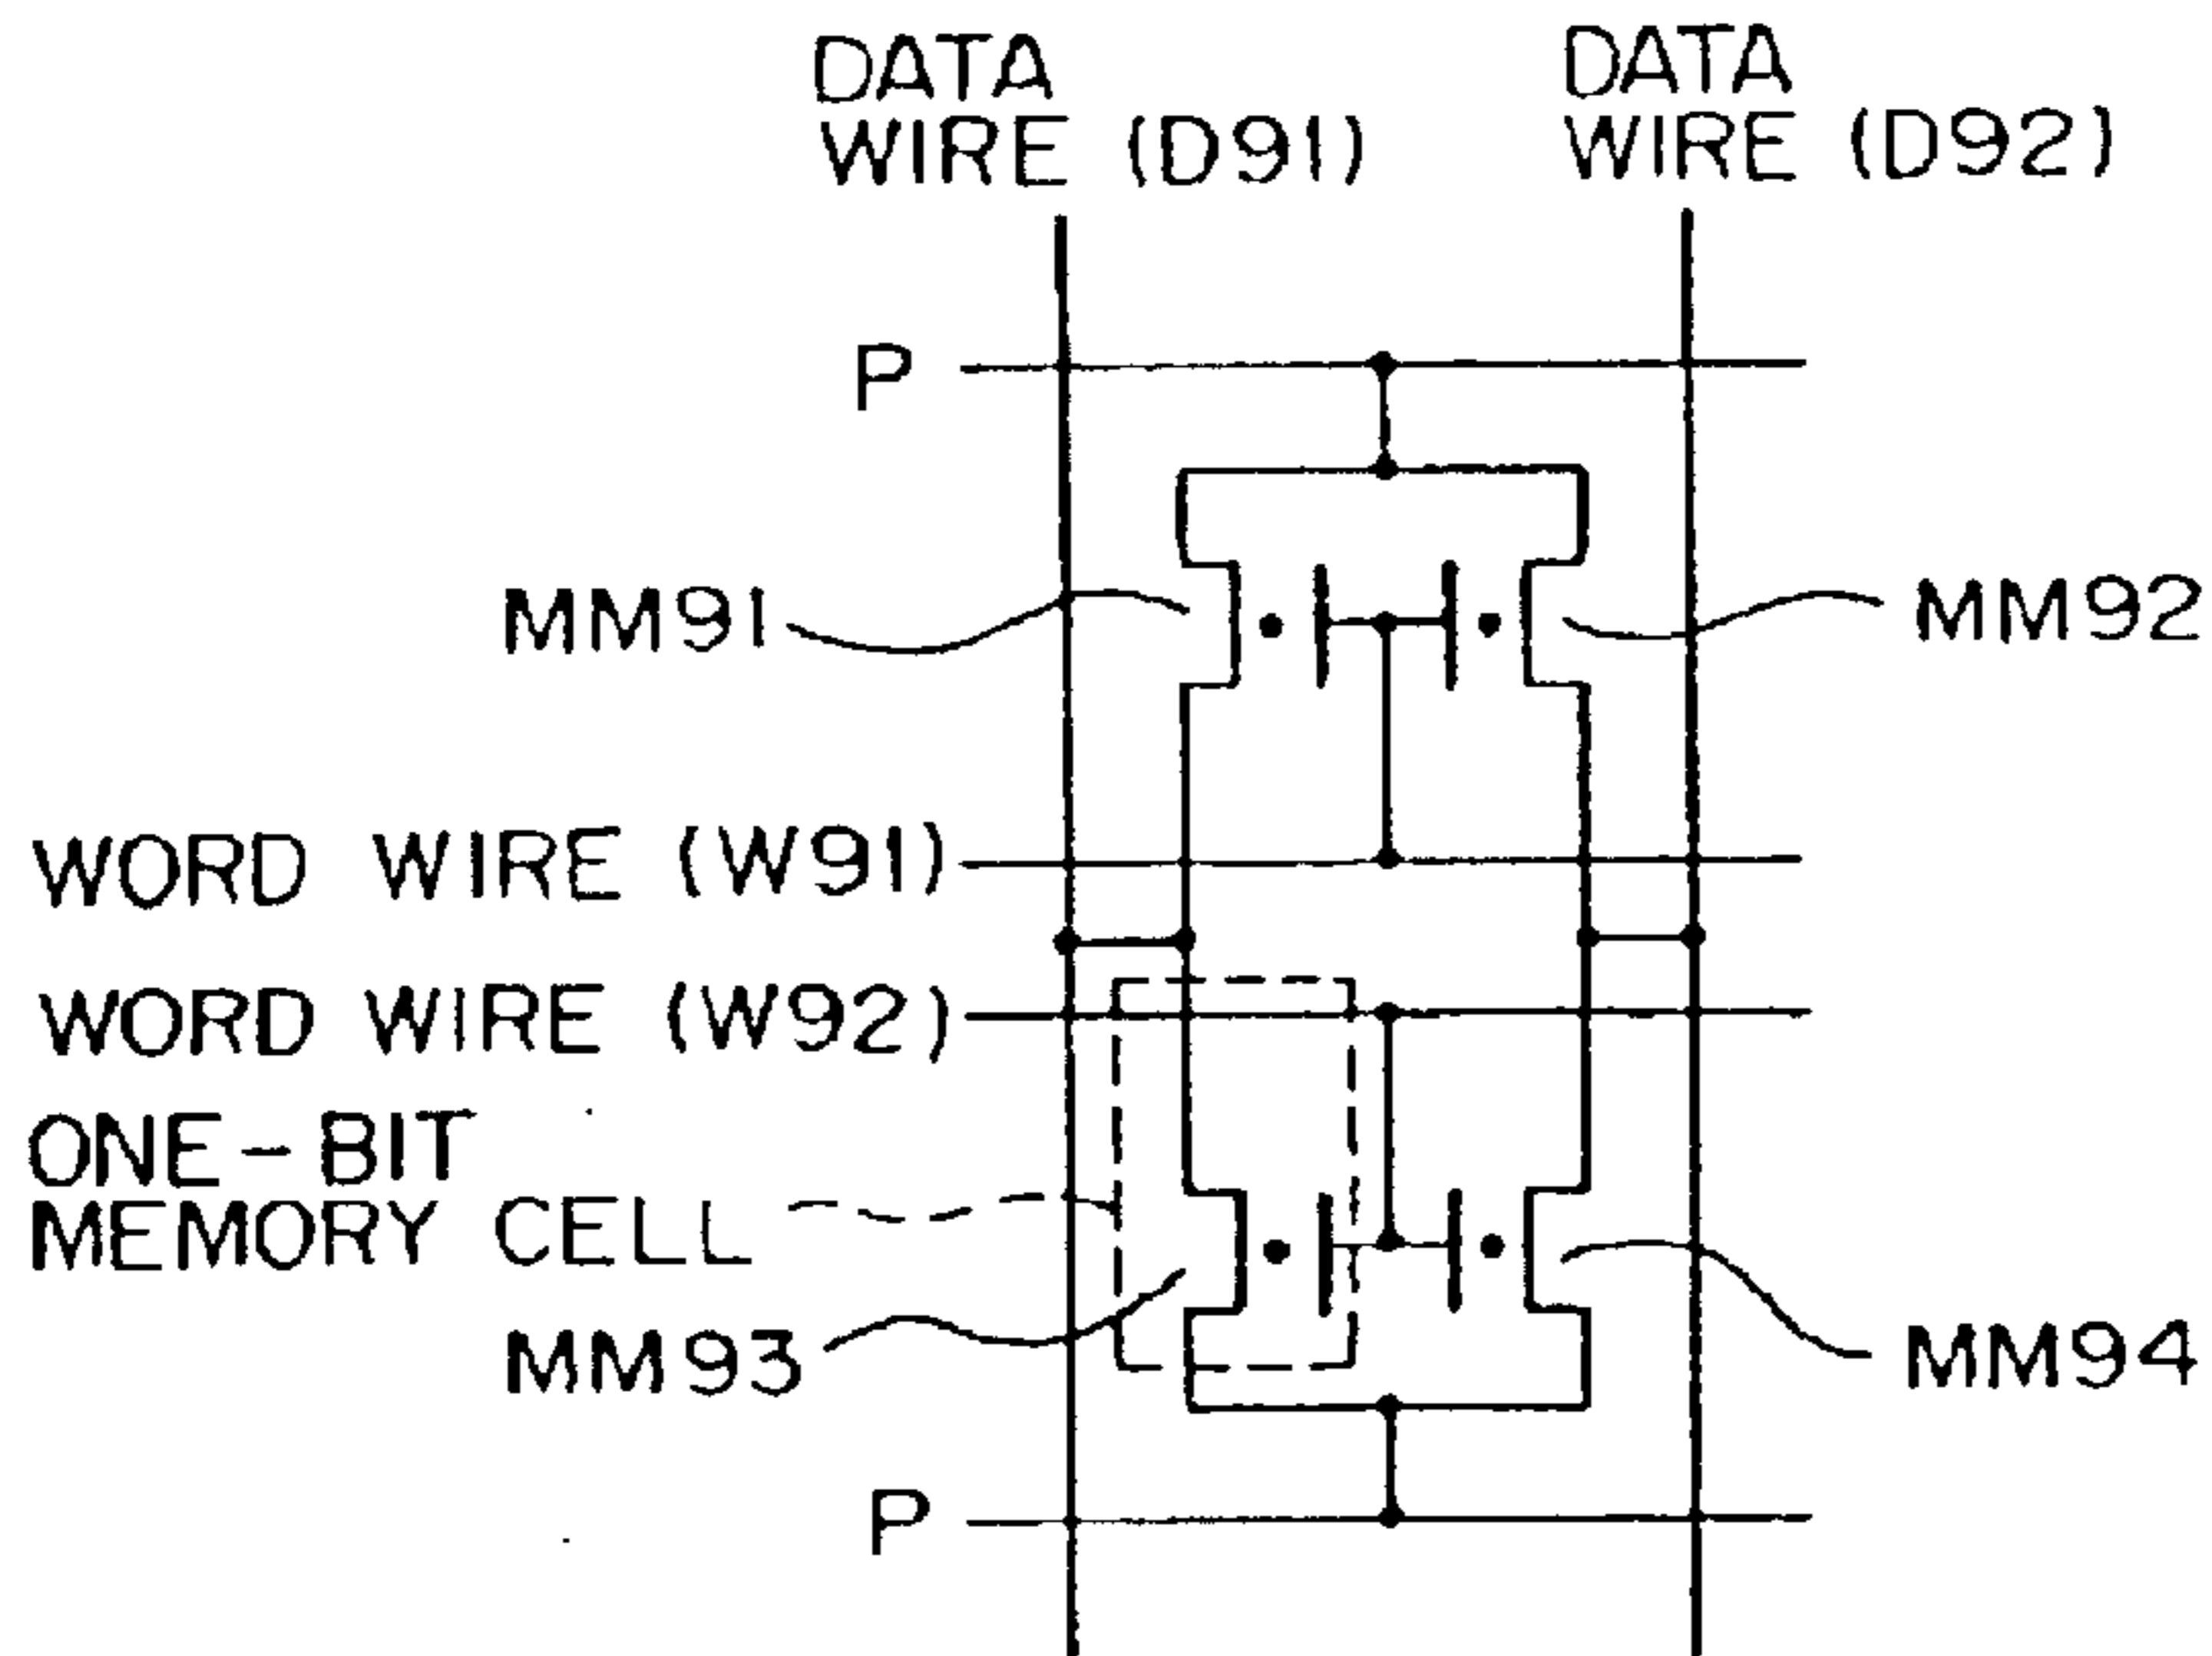 DATA
WIRE (D91)
DATA
WIRE (D92)
P
MM91
MM92
WORD WIRE (W91)
WORD WIRE (W92)
ONE-BIT
MEMORY CELL
MM93
MM94
P